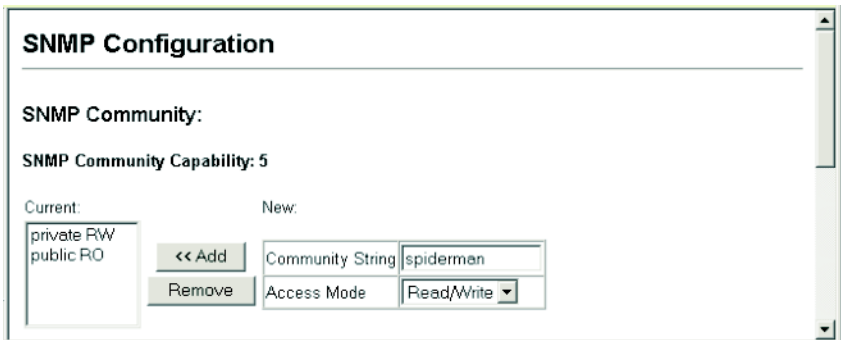 SNMP Configuration
SNMP Community:
SNMP Community Capability: 5
Current:
New:
private RW
public RO
<< Add
Remove
Community String spiderman
Access Mode Read/Write